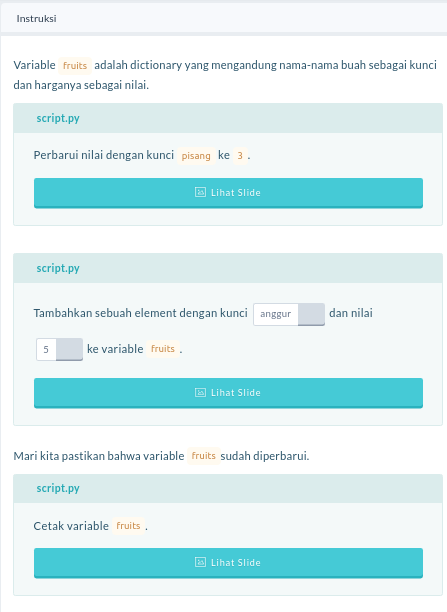 Instruksi
Variable fruits adalah dictionary yang mengandung nama-nama buah sebagai kunci
dan harganya sebagai nilai.
script.py
Perbarui nilai dengan kunci pisang ke 3 .
Lihat Slide
script.py
Tambahkan sebuah element dengan kunci anggur dan nilai
5 ke variable fruits .
Lihat Slide
Mari kita pastikan bahwa variable fruits sudah diperbarui.
script.py
Cetak variable fruits .
Lihat Slide